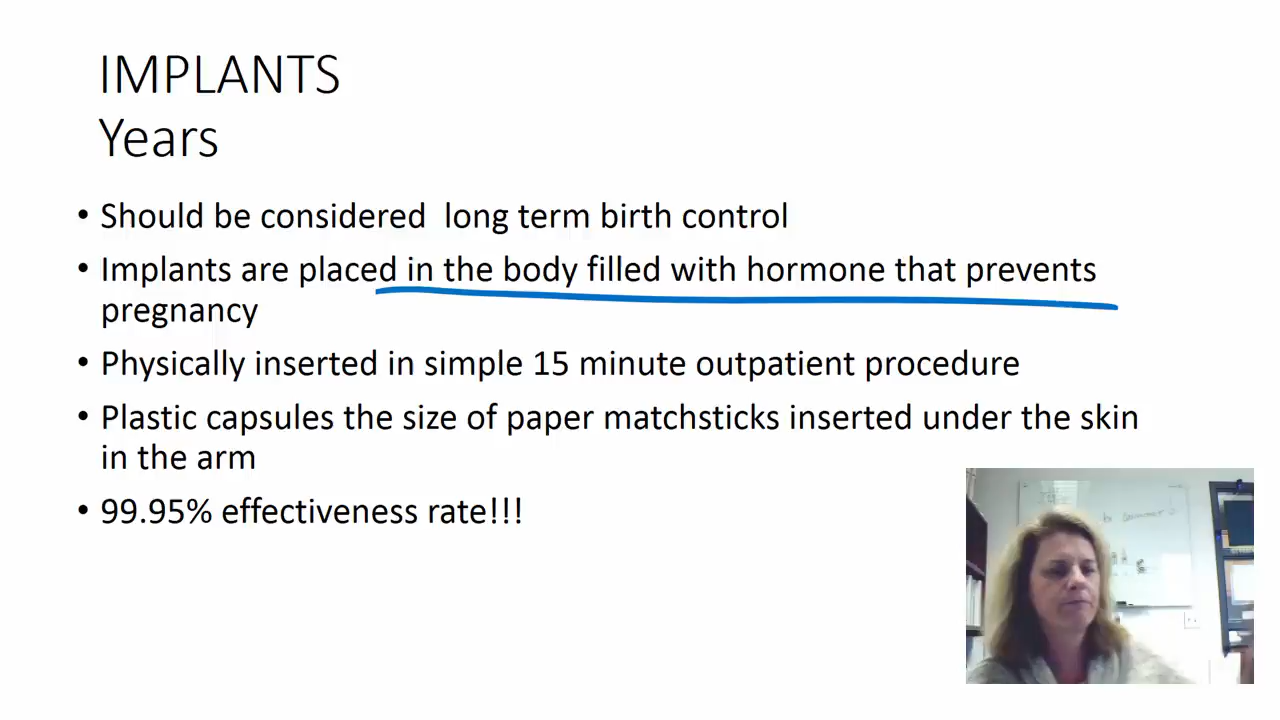 IMPLANTS
Years
• Should be considered  long term birth control
• Implants are placed in the body filled with hormone that prevents
pregnancy
• Physically inserted in simple 15 minute outpatient procedure
• Plastic capsules the size of paper matchsticks inserted under the skin
in the arm
• 99.95% effectiveness rate!!!